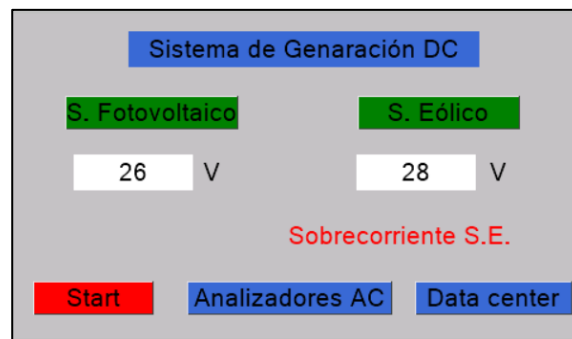 Sistema de Genaración DC
S. Fotovoltaico S. Eólico
26 V 28 V
Sobrecorriente S.E.
Start Analizadores AC Data center